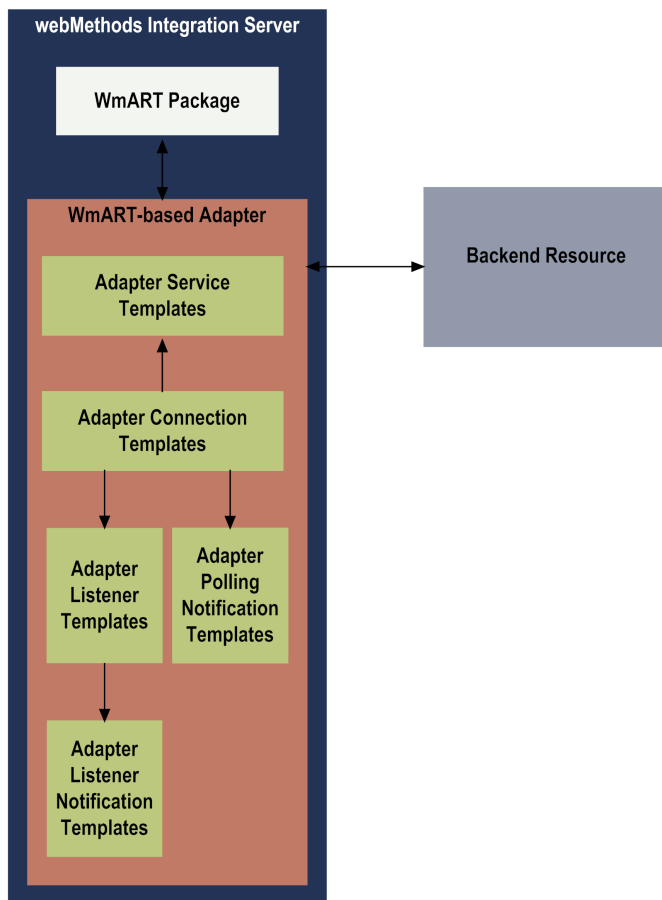 webMethods Integration Server
WmART Package
WmART-based Adapter
Adapter Service
Templates
Backend Resource
Adapter Connection
Templates
Adapter
Listener
Templates
Adapter
Polling
Notification
Templates
Adapter
Listener
Notification
Templates